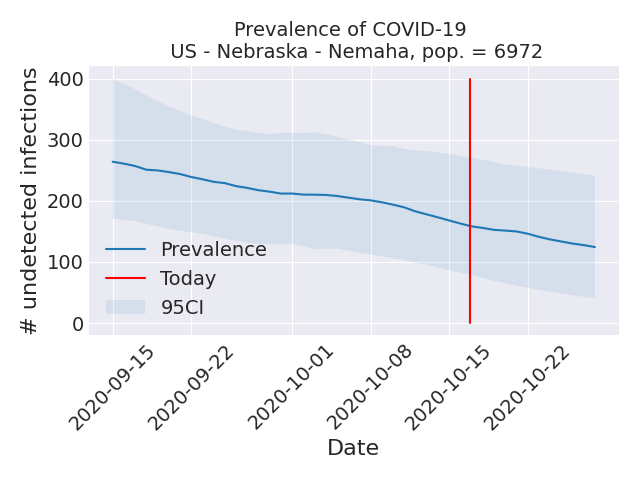 Prevalence of COVID-19
US - Nebraska - Nemaha, pop. = 6972
# undetected infections
400
300
200
100
0
Prevalence
Today
95CI
2020-09-15
2020-09-22
2020-10-01
2020-10-08
2020-10-15
2020-10-22
Date